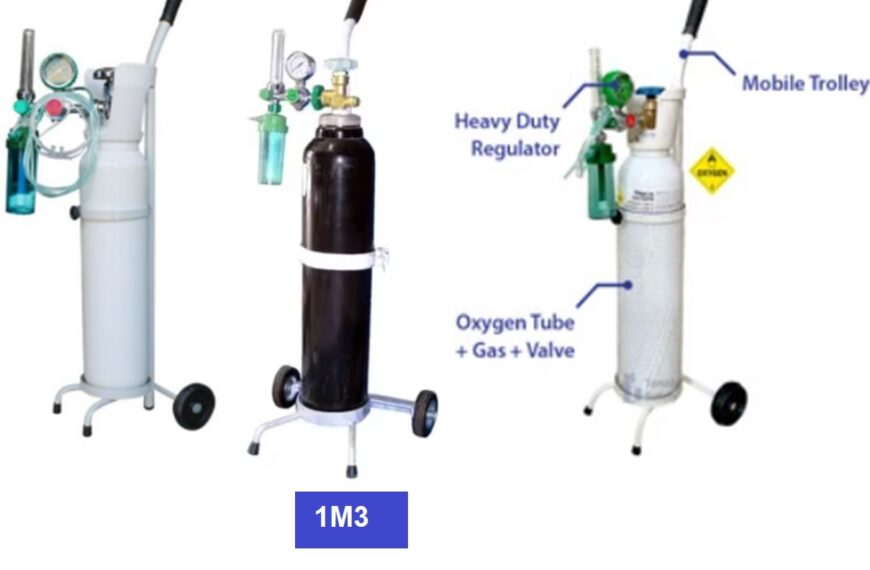 Mobile Trolley
Heavy Duty
Regulator
OXYGEN
Oxygen Tube
+ Gas + Valve
1M3